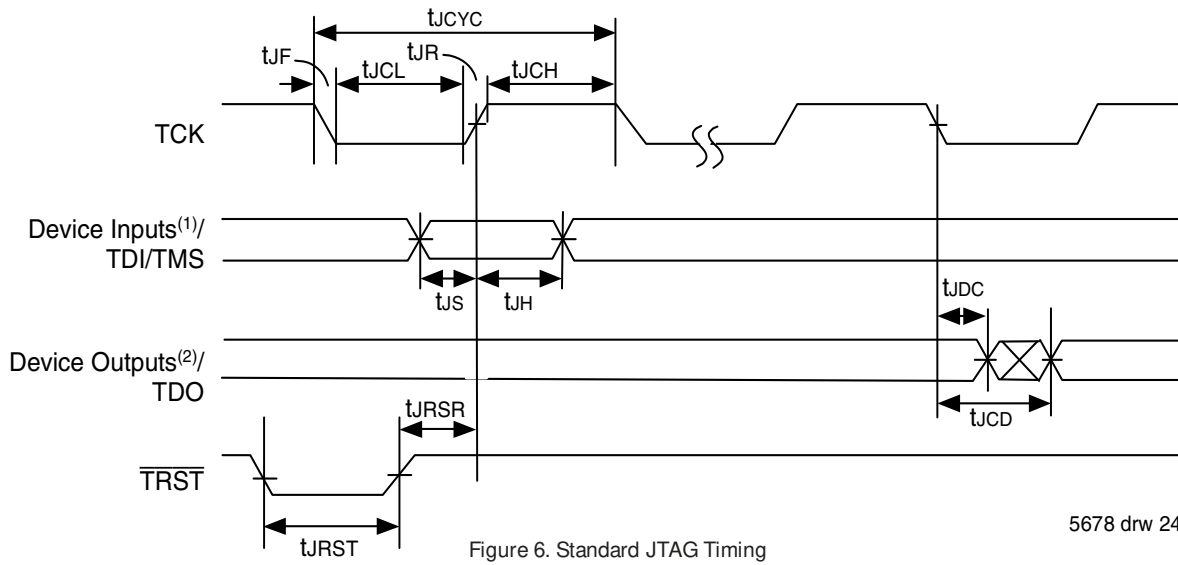 tJCYC
tJF
tJR
tJCL
tJCH
TCK
Device Inputs(1)/
TDI/TMS
tJS
tJH
tJDC
Device Outputs(2)/
TDO
tJRSR
tJCD
TRST
tJRST
5678 drw 24
Figure 6. Standard JTAG Timing